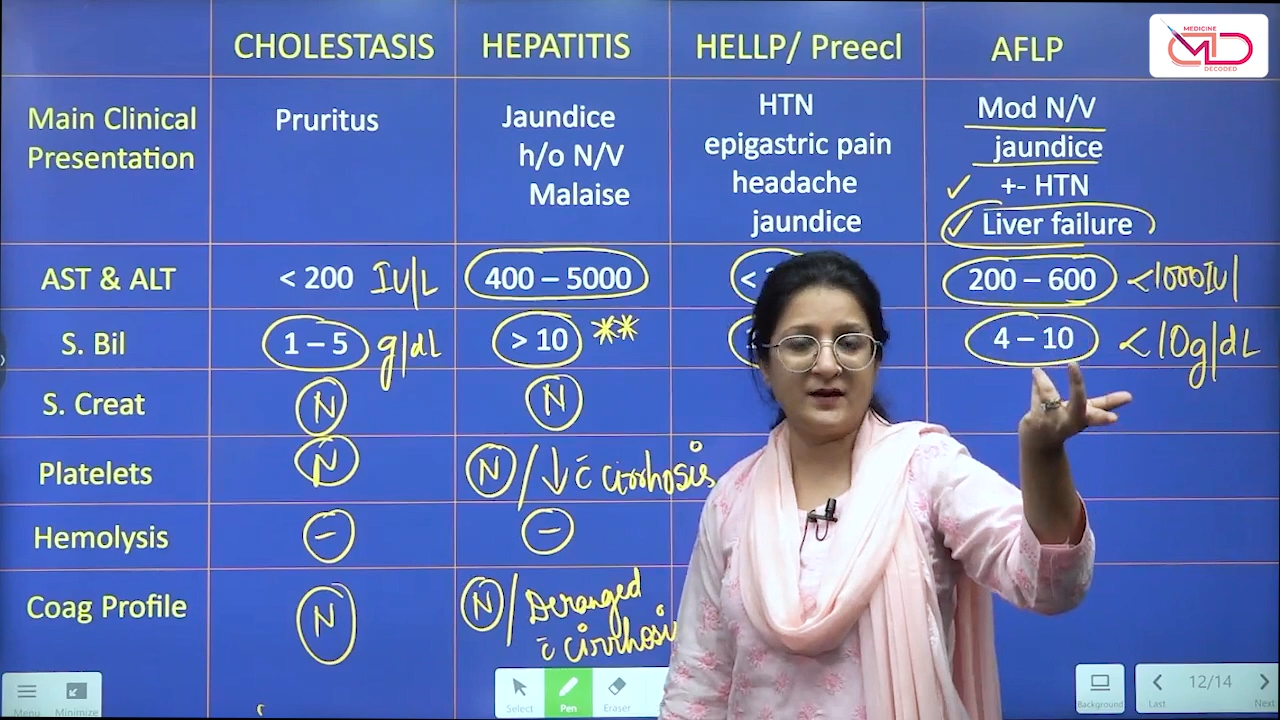 CHOLESTASIS HEPATITIS HELLP/ Preecl AFLP
MEDICINE
MD
DECODED
Main Clinical
Presentation
Pruritus
Jaundice
h/o N/V
Malaise
HTN
epigastric pain
headache
jaundice
Mod N/V
jaundice
✓ +- HTN
✓ Liver failure
AST & ALT < 200 IU/L 400 – 5000 < 200 – 600 <1000IU/
S. Bil 1 – 5 g/dL > 10 ** 4 – 10 <10g/dL
S. Creat N N
Platelets N N / ↓ c̄ cirrhosis
Hemolysis – –
Coag Profile N N / Deranged
c̄ cirrhosis
Menu Minimize
Select Pen Eraser
Background
Last 12/14 Next